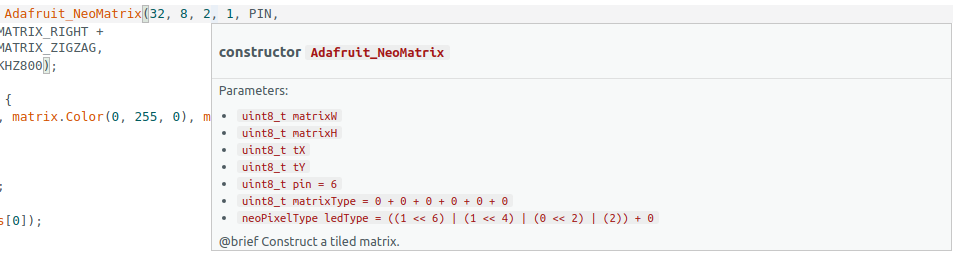 Adafruit_NeoMatrix(32, 8, 2, 1, PIN,
MATRIX_RIGHT +
MATRIX_ZIGZAG,
KHZ800);
{
, matrix.Color(0, 255, 0), m
;
s[0]);
constructor Adafruit_NeoMatrix
Parameters:
• uint8_t matrixW
• uint8_t matrixH
• uint8_t tX
• uint8_t tY
• uint8_t pin = 6
• uint8_t matrixType = 0 + 0 + 0 + 0 + 0 + 0
• neoPixelType ledType = ((1 << 6) | (1 << 4) | (0 << 2) | (2)) + 0
@brief Construct a tiled matrix.